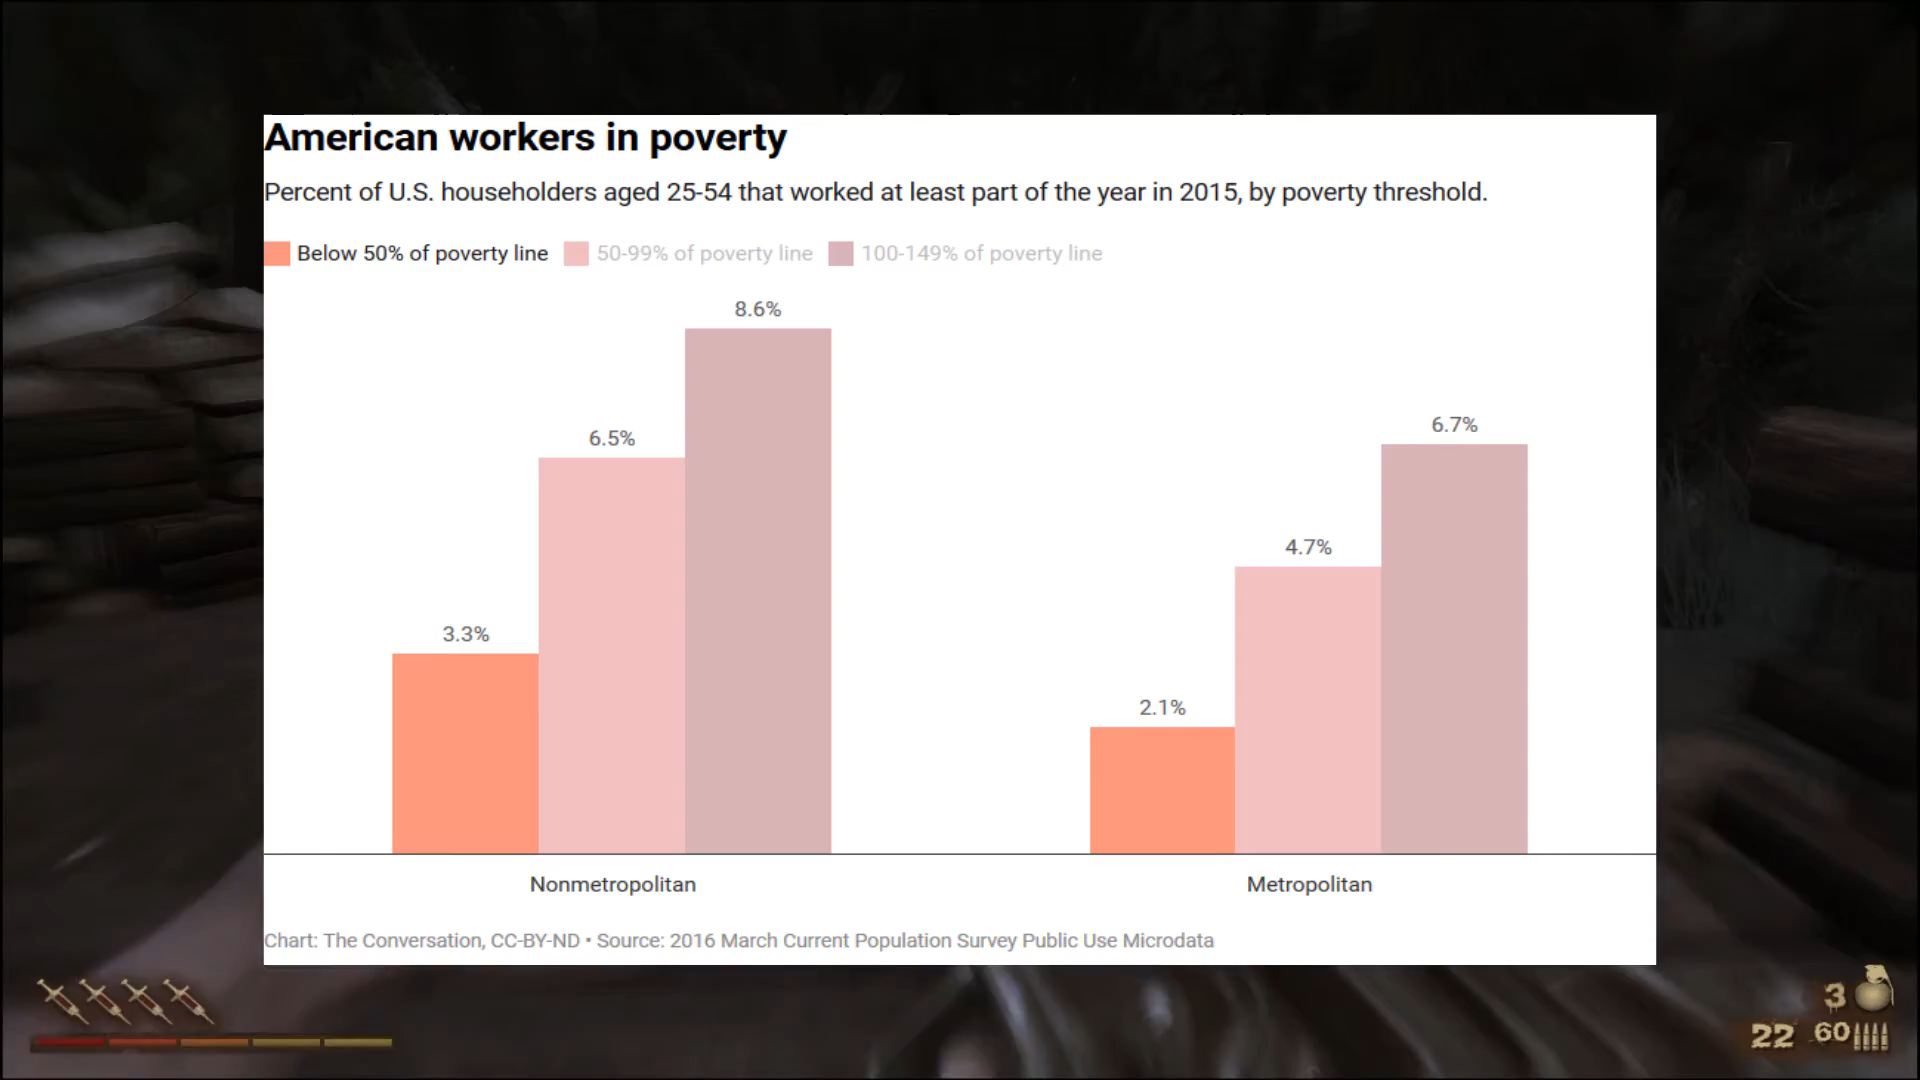 American workers in poverty
Percent of U.S. householders aged 25-54 that worked at least part of the year in 2015, by poverty threshold.
Below 50% of poverty line 50-99% of poverty line 100-149% of poverty line
8.6%
6.7%
6.5%
4.7%
3.3%
2.1%
Nonmetropolitan Metropolitan
Chart: The Conversation, CC-BY-ND • Source: 2016 March Current Population Survey Public Use Microdata
3
22 60